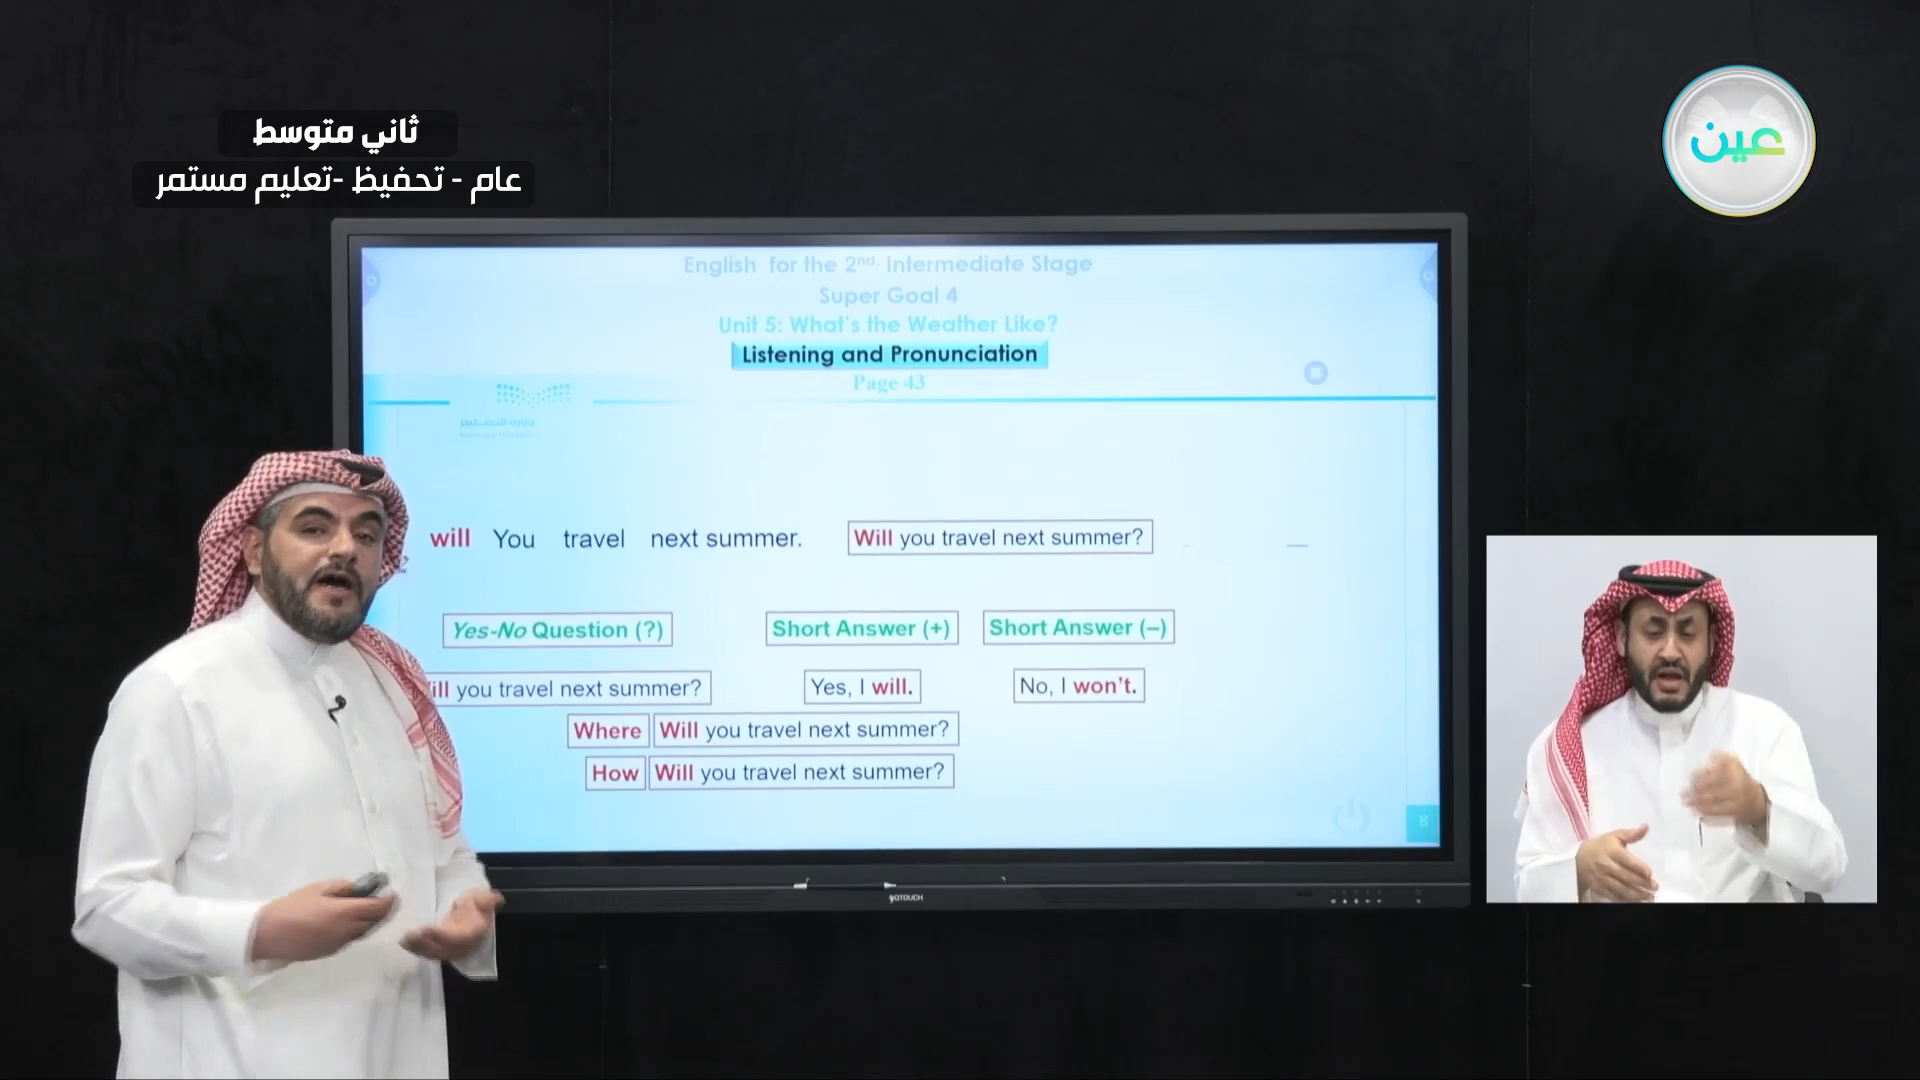 ثاني متوسط
عام - تحفيظ -تعليم مستمر
عين
English for the 2nd. Intermediate Stage
Super Goal 4
Unit 5: What's the Weather Like?
Listening and Pronunciation
Page 43
وزارة التعليم
will You travel next summer. Will you travel next summer?
Yes-No Question (?) Short Answer (+) Short Answer (–)
ill you travel next summer? Yes, I will. No, I won't.
Where Will you travel next summer?
How Will you travel next summer?
8